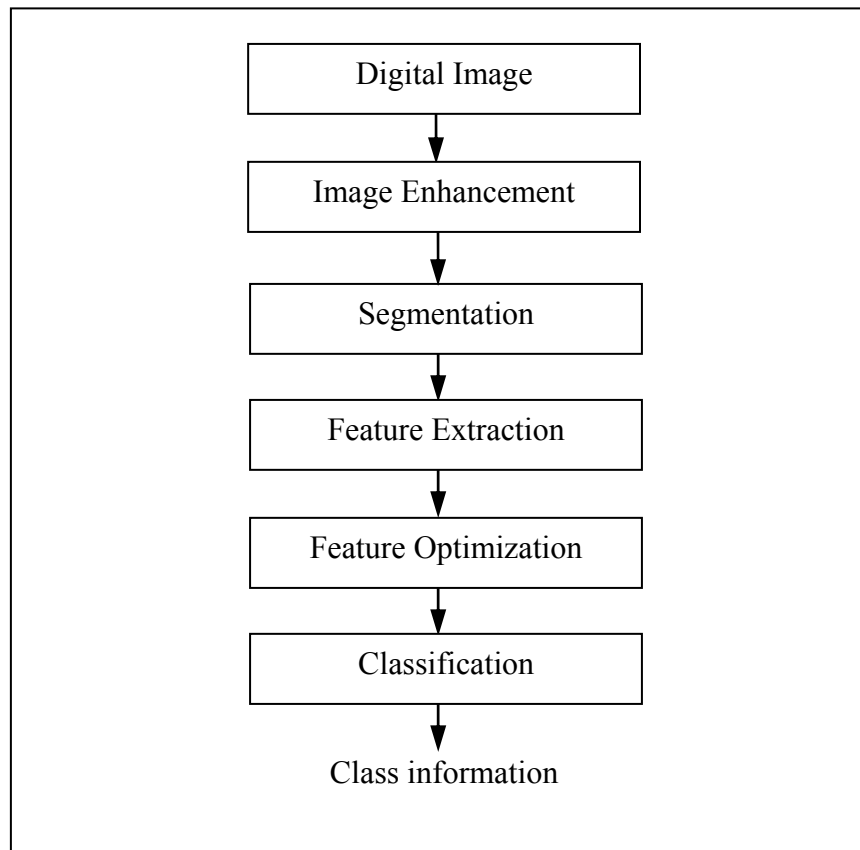 Digital Image
Image Enhancement
Segmentation
Feature Extraction
Feature Optimization
Classification
Class information